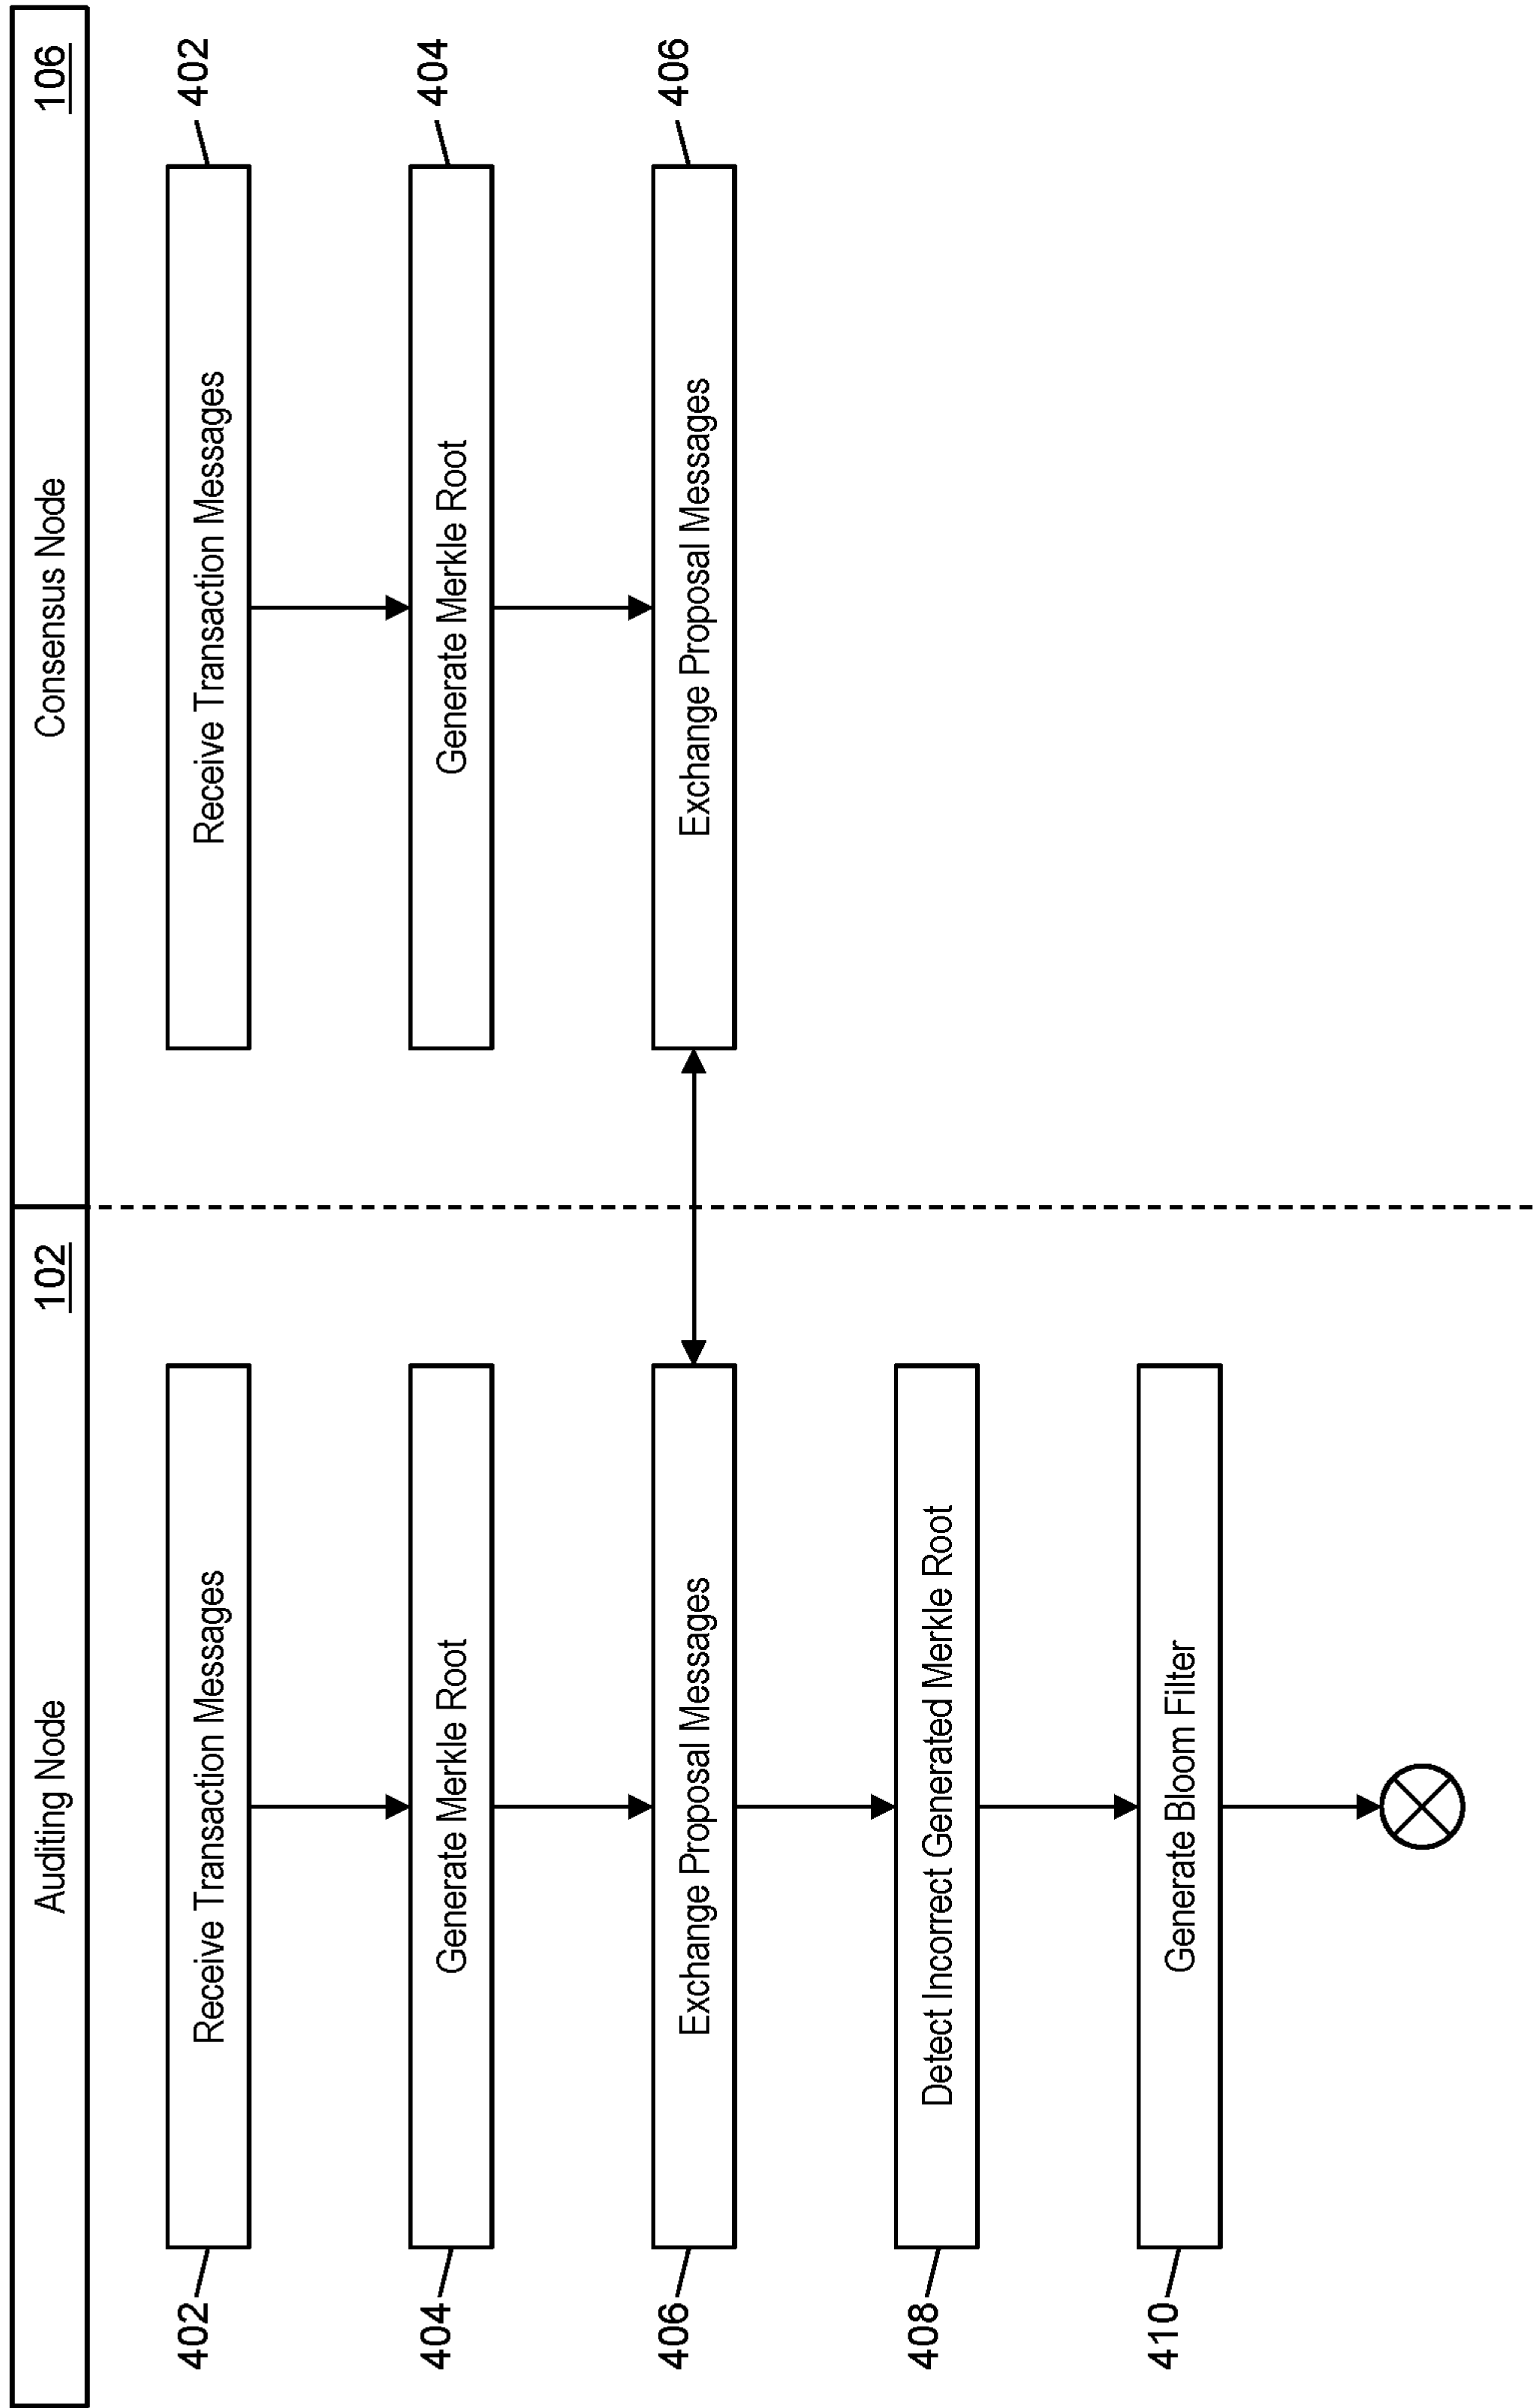 Auditing Node 102 Consensus Node 106
402 Receive Transaction Messages Receive Transaction Messages 402
404 Generate Merkle Root Generate Merkle Root 404
406 Exchange Proposal Messages Exchange Proposal Messages 406
408 Detect Incorrect Generated Merkle Root
410 Generate Bloom Filter